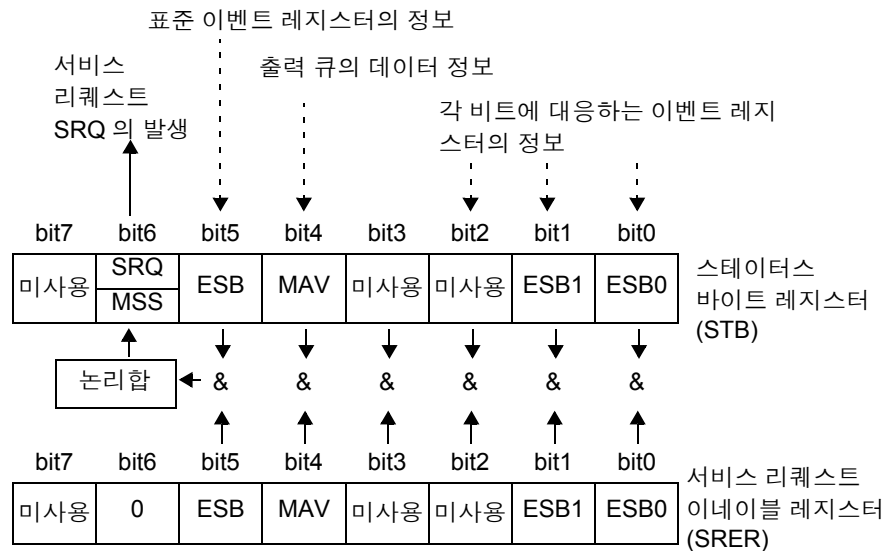 표준 이벤트 레지스터의 정보
서비스
리퀘스트
SRQ 의 발생
출력 큐의 데이터 정보
각 비트에 대응하는 이벤트 레지
스터의 정보
bit7 bit6 bit5 bit4 bit3 bit2 bit1 bit0
미사용 SRQ MSS ESB MAV 미사용 미사용 ESB1 ESB0
스테이터스
바이트 레지스터
(STB)
논리합 & & & & & &
bit7 bit6 bit5 bit4 bit3 bit2 bit1 bit0
미사용 0 ESB MAV 미사용 미사용 ESB1 ESB0
서비스 리퀘스트
이네이블 레지스터
(SRER)